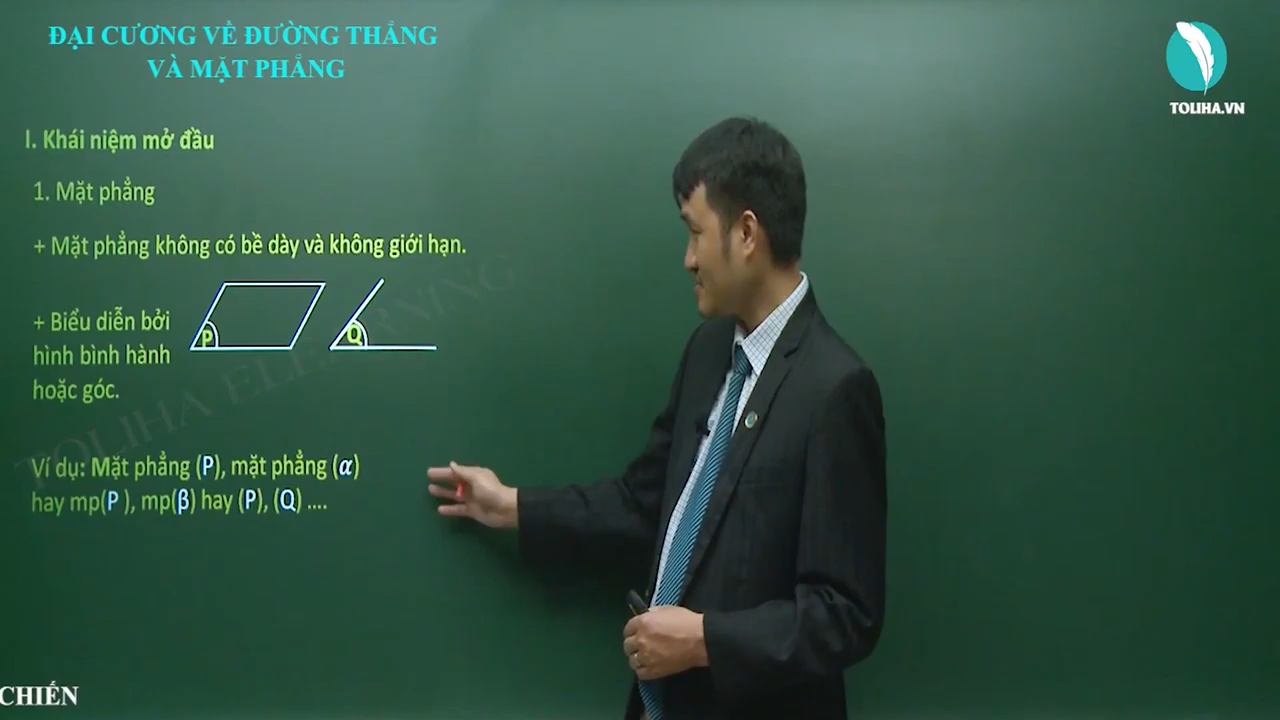 ĐẠI CƯƠNG VỀ ĐƯỜNG THẲNG
VÀ MẶT PHẲNG
TOLIHA.VN
I. Khái niệm mở đầu
1. Mặt phẳng
+ Mặt phẳng không có bề dày và không giới hạn.
+ Biểu diễn bởi
hình bình hành
hoặc góc.
P
Q
TOLIHA ELEARNING
Ví dụ: Mặt phẳng (P), mặt phẳng (α)
hay mp(P ), mp(β) hay (P), (Q) ....
CHIẾN